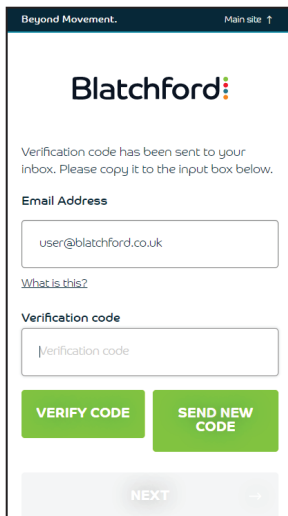 Beyond Movement.
Main site ↑
Blatchford
Verification code has been sent to your
inbox. Please copy it to the input box below.
Email Address
user@blatchford.co.uk
What is this?
Verification code
Verification code
VERIFY CODE
SEND NEW
CODE
NEXT →